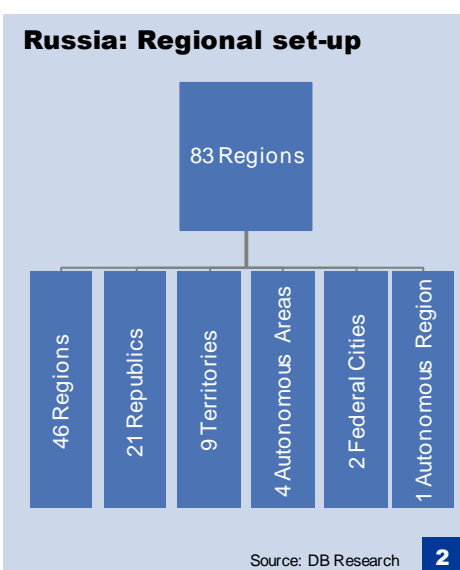 Russia: Regional set-up
83 Regions
46 Regions
21 Republics
9 Territories
4 Autonomous Areas
2 Federal Cities
1 Autonomous Region
Source: DB Research
2